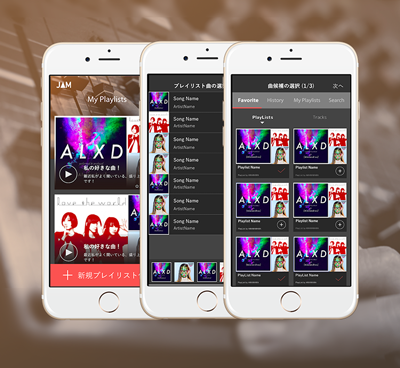 JAM
My Playlists
ALXD
私の好きな曲！
love the world
私の好きな曲！
＋ 新規プレイリスト
プレイリスト曲の
Song Name
ArtistName
Song Name
ArtistName
Song Name
ArtistName
Song Name
ArtistName
Song Name
ArtistName
Song Name
ArtistName
Song Name
ArtistName
曲候補の選択 (1/3)
次へ
Favorite
History
My Playlists
Search
PlayLists
Tracks
ALXD
ALXD
Playlist Name
Playlist Name
ALXD
ALXD
Playlist Name
Playlist Name
ALXD
ALXD
Playlist Name
Playlist Name